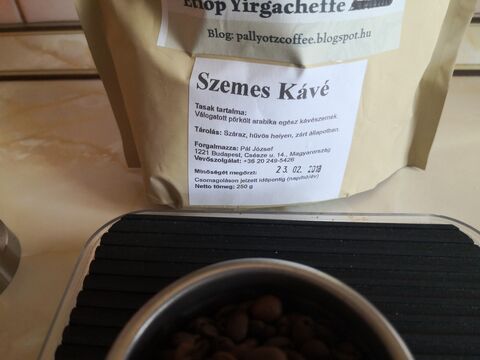 Etiop Yirgacheffe
Blog: pallyotzcoffee.blogspot.hu
Szemes Kávé
Tasak tartalma:
Válogatott pörkölt arabika egész kávészemek.
Tárolás: Száraz, hűvös helyen, zárt állapotban.
Forgalmazza: Pál József
1221 Budapest, Csésze u. 14., Magyarország
Vevőszolgálat: +36 20 249-5426
Minőségét megőrzi: 23. 02. 2018
Csomagoláson jelzett időpontig (nap/hó/év)
Nettó tömeg: 250 g